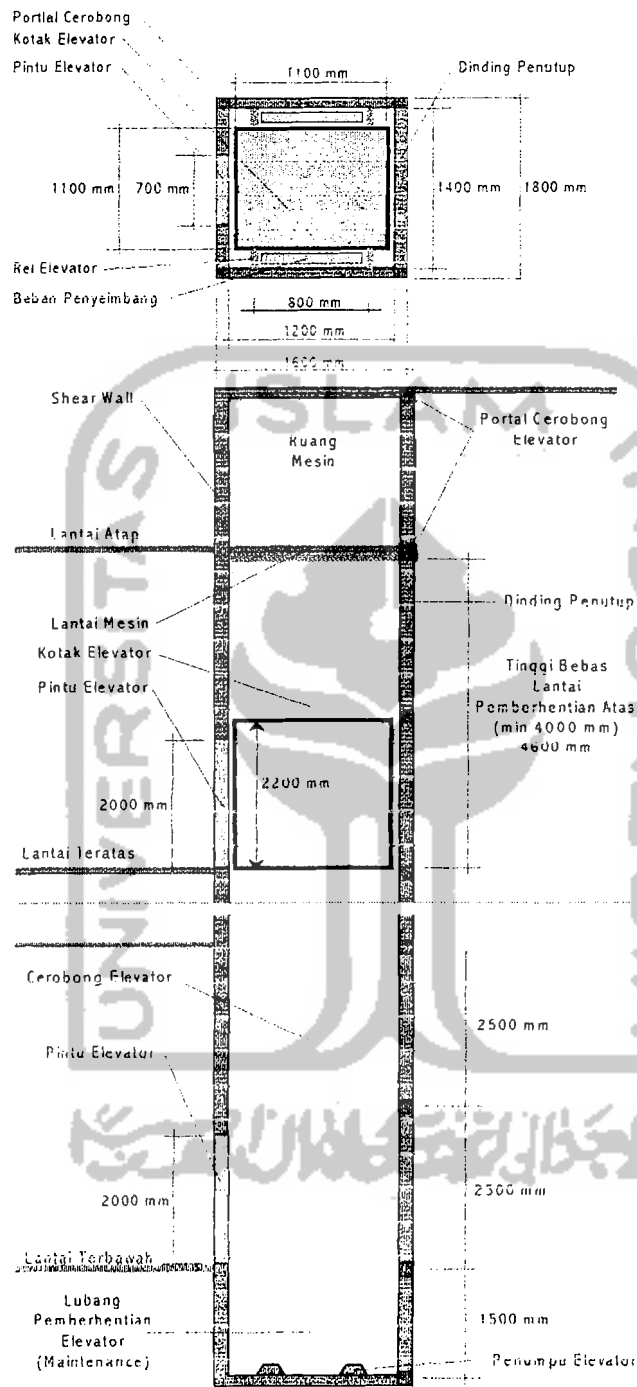 Portlal Cerobong
Kotak Elevator
Pintu Elevator
1100 mm
Dinding Penutup
1100 mm
700 mm
1400 mm
1800 mm
Rel Elevator
Beban Penyeimbang
800 mm
1200 mm
1600 mm
Shear Wall
ISLAM
UNIVERSITAS
Ruang
Mesin
Portal Cerobong
Elevator
Lantai Atap
Lantai Mesin
Dinding Penutup
Kotak Elevator
Pintu Elevator
Tinggi Bebas
Lantai
Pemberhentian Atas
(min 4000 mm)
4600 mm
2200 mm
2000 mm
Lantai Teratas
Cerobong Elevator
2500 mm
Pintu Elevator
2000 mm
2500 mm
Lantai Terbawah
Lubang
Pemberhentian
Elevator
(Maintenance)
1500 mm
Penumpu Elevator